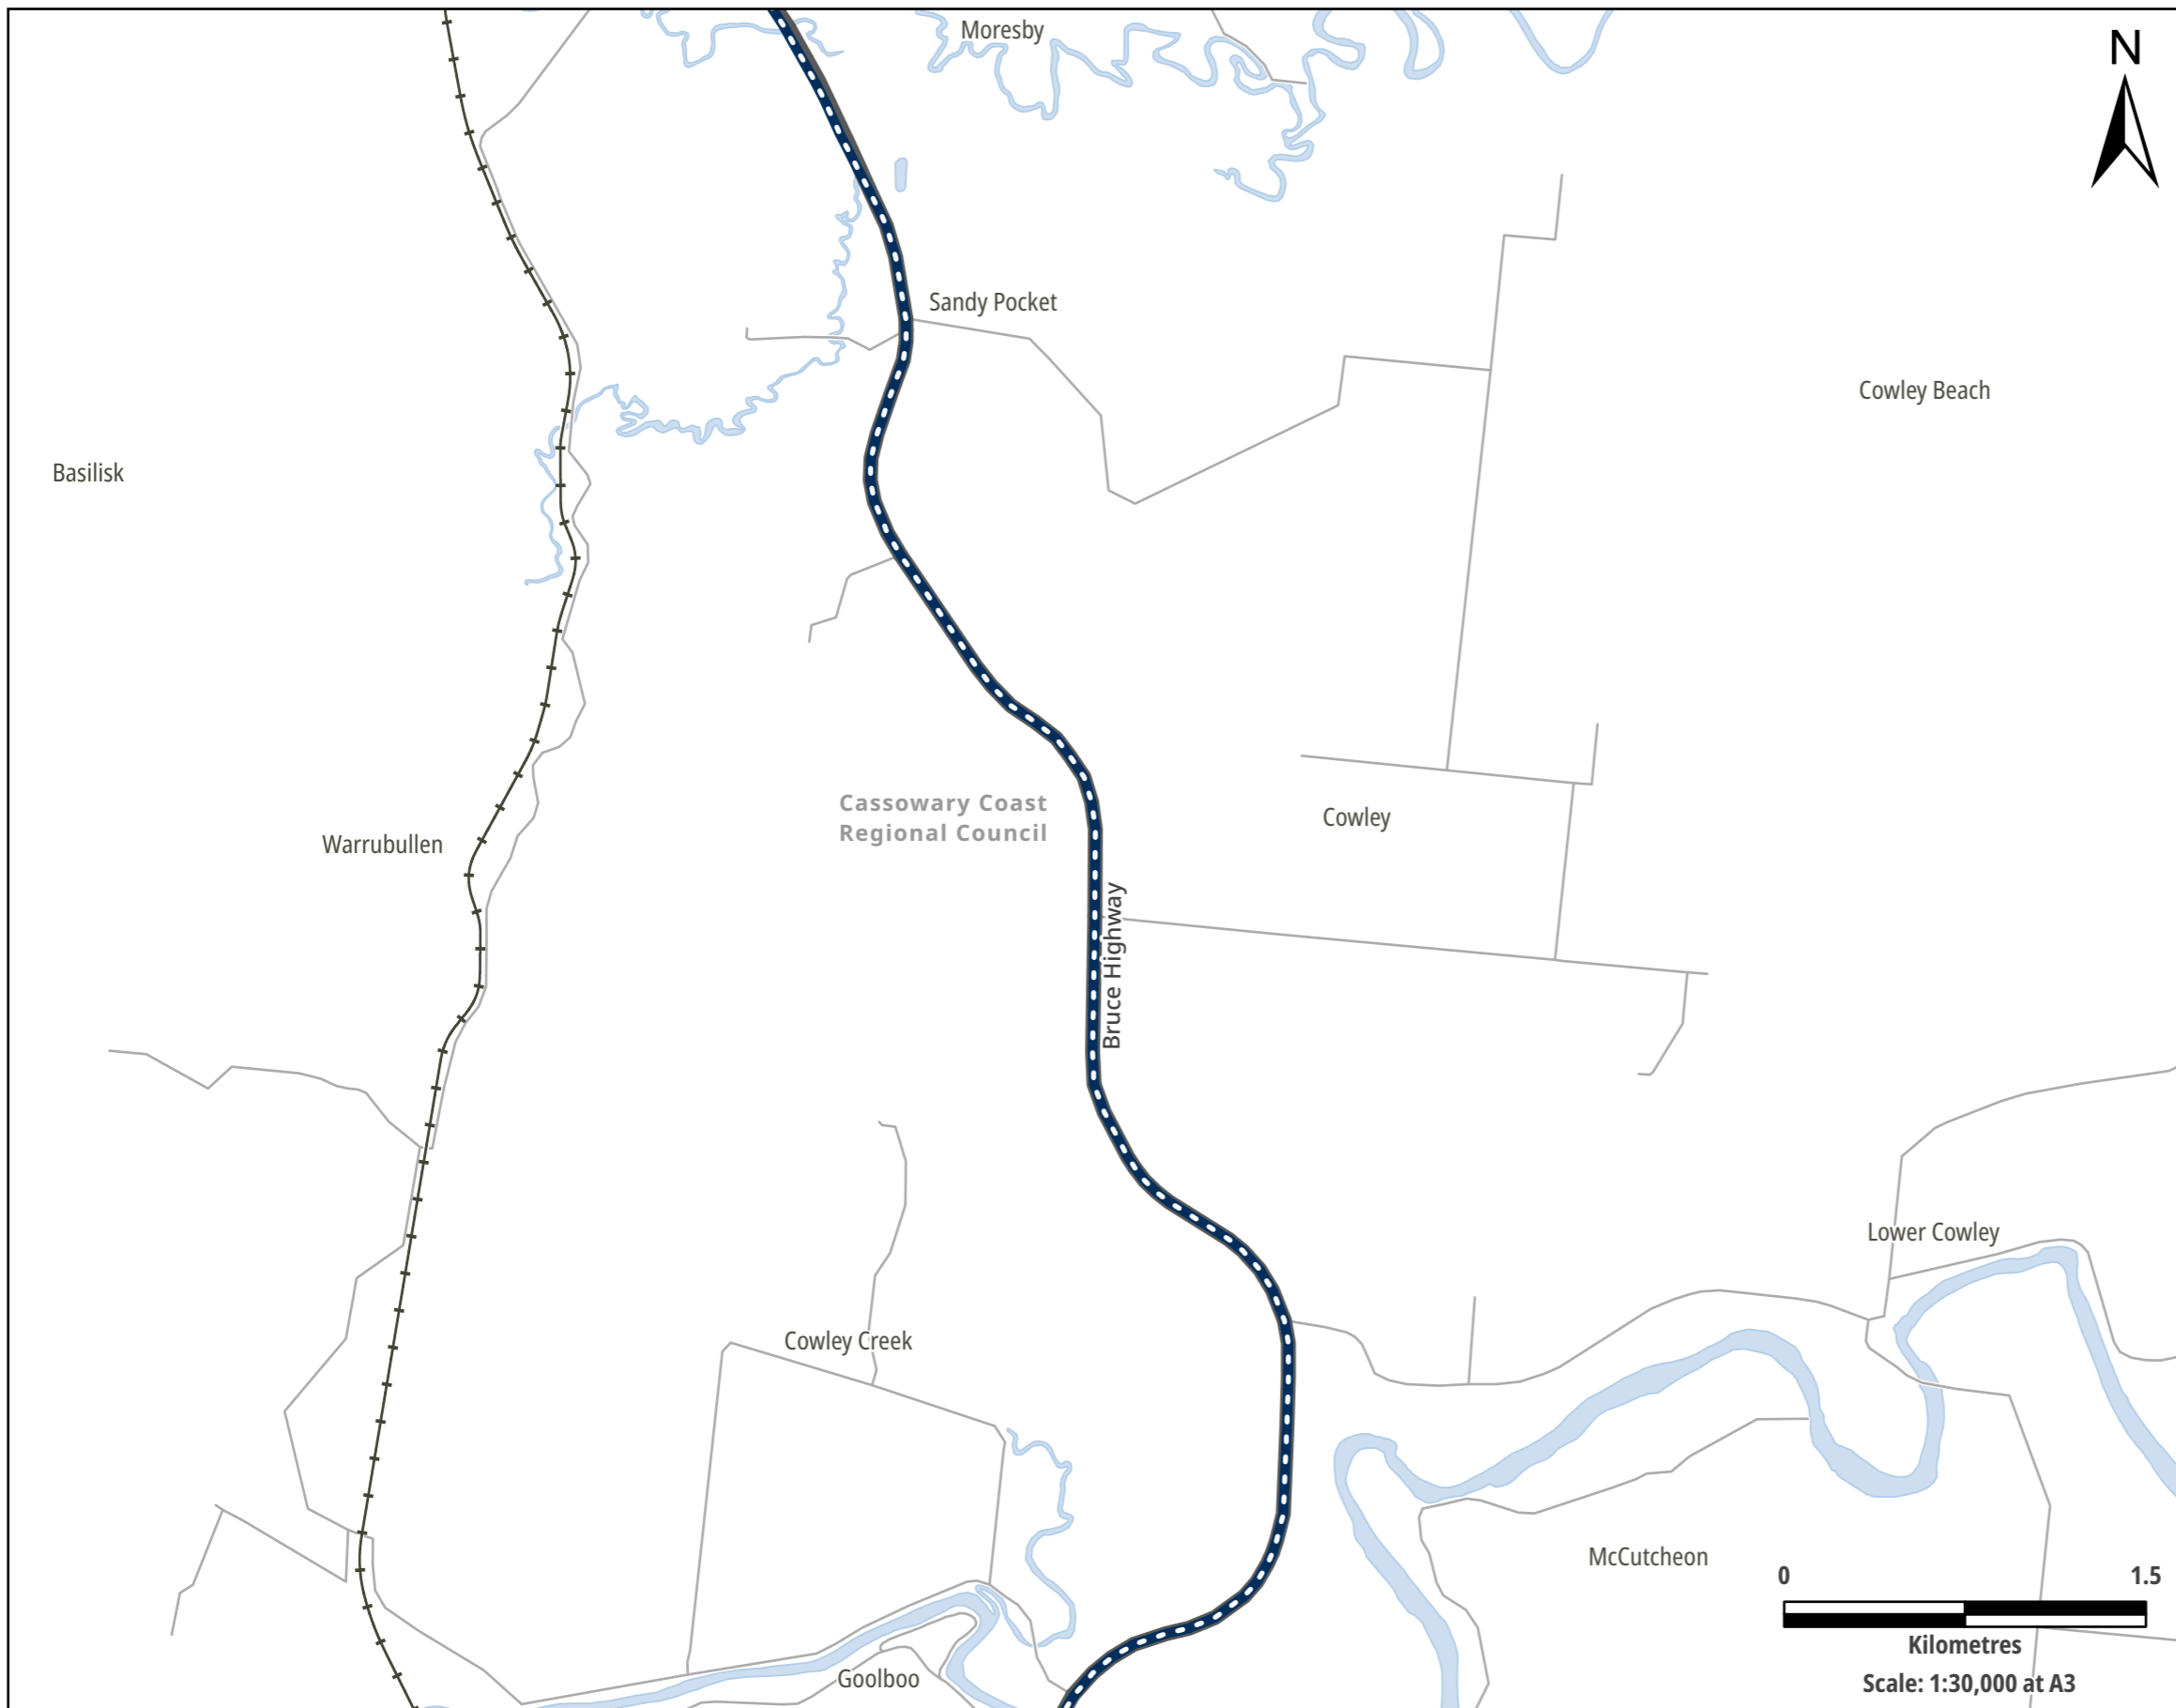 Moresby
N
Sandy Pocket
Cowley Beach
Basilisk
Cassowary Coast
Regional Council
Cowley
Warrubullen
Bruce Highway
Lower Cowley
Cowley Creek
McCutcheon
0 1.5
Kilometres
Goolboo
Scale: 1:30,000 at A3